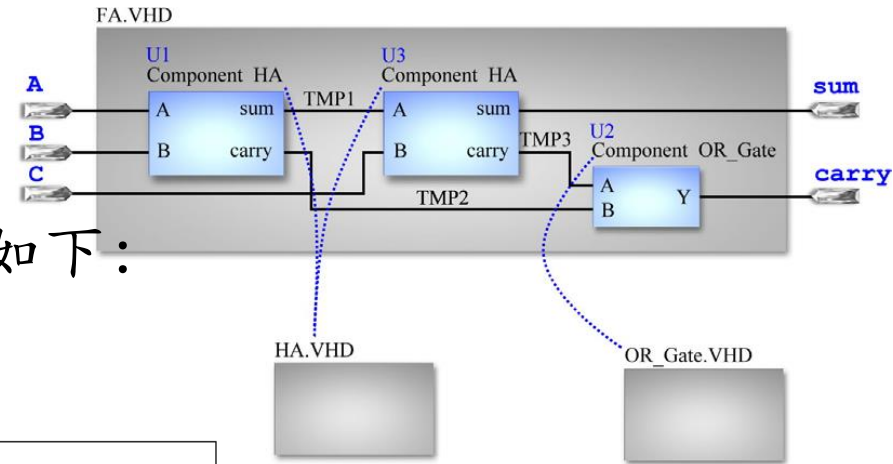 FA.VHD
U1
Component HA
U3
Component HA
A
B
C
A
B
sum
carry
TMP1
A
B
sum
carry
TMP3
TMP2
U2
Component OR_Gate
A
B
Y
sum
carry
如下：
HA.VHD
OR_Gate.VHD